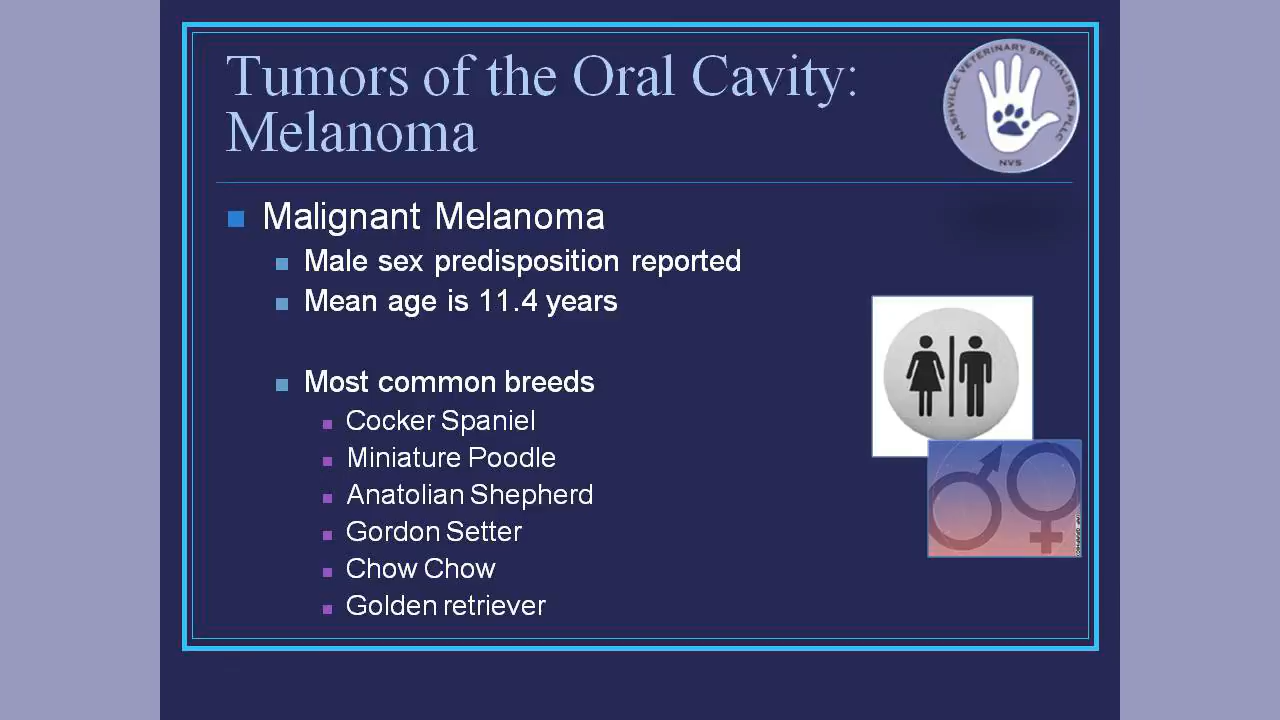 Tumors of the Oral Cavity:
Melanoma
NASHVILLE VETERINARY SPECIALISTS, PLLC
NVS
Malignant Melanoma
Male sex predisposition reported
Mean age is 11.4 years
Most common breeds
Cocker Spaniel
Miniature Poodle
Anatolian Shepherd
Gordon Setter
Chow Chow
Golden retriever